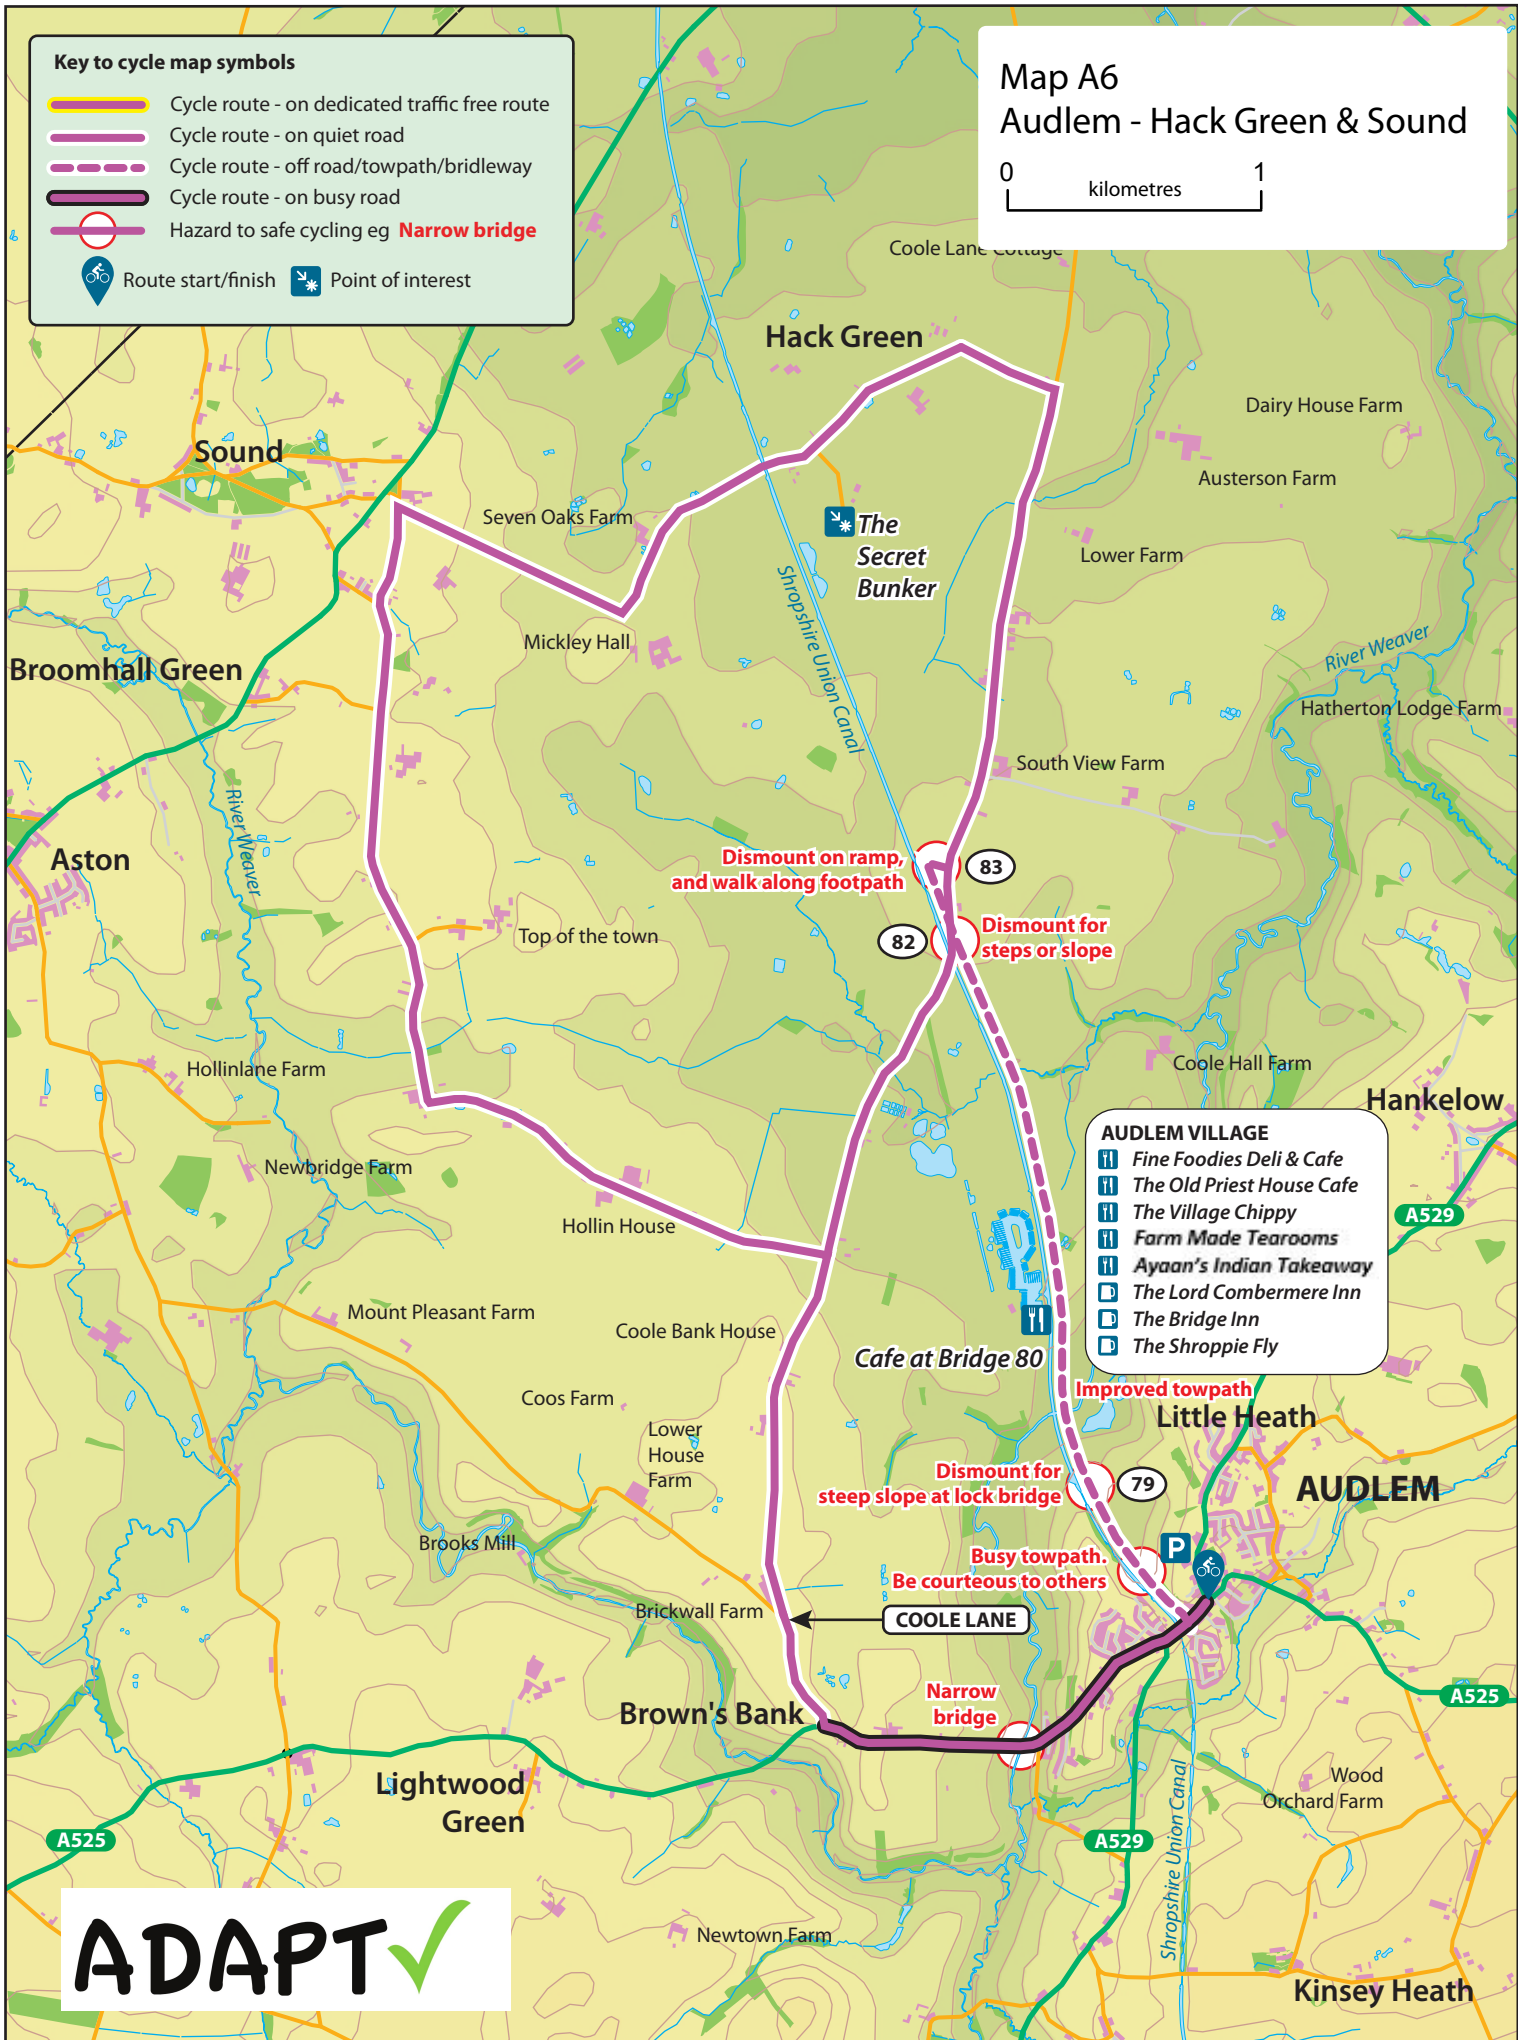 Key to cycle map symbols
Cycle route - on dedicated traffic free route
Cycle route - on quiet road
Cycle route - off road/towpath/bridleway
Cycle route - on busy road
Hazard to safe cycling eg Narrow bridge
Route start/finish
Point of interest
Map A6
Audlem - Hack Green & Sound
0
1
kilometres
Coole Lane Cottage
Hack Green
Dairy House Farm
Sound
Austerson Farm
Seven Oaks Farm
The
Secret
Bunker
Lower Farm
Shropshire Union Canal
Mickley Hall
River Weaver
Broomhall Green
Hatherton Lodge Farm
South View Farm
River Weaver
Aston
Dismount on ramp,
and walk along footpath
83
Top of the town
82
Dismount for
steps or slope
Hollinlane Farm
Coole Hall Farm
Hankelow
AUDLEM VILLAGE
Fine Foodies Deli & Cafe
The Old Priest House Cafe
The Village Chippy
Farm Made Tearooms
Ayaan's Indian Takeaway
The Lord Combermere Inn
The Bridge Inn
The Shroppie Fly
A529
Newbridge Farm
Hollin House
Mount Pleasant Farm
Coole Bank House
Cafe at Bridge 80
Improved towpath
Little Heath
Coos Farm
Lower
House
Farm
Dismount for
steep slope at lock bridge
79
AUDLEM
Brooks Mill
P
Busy towpath.
Be courteous to others
Brickwall Farm
COOLE LANE
Narrow
bridge
A525
Brown's Bank
Lightwood
Green
Wood
Orchard Farm
Shropshire Union Canal
A525
A529
ADAPT
Newtown Farm
Kinsey Heath